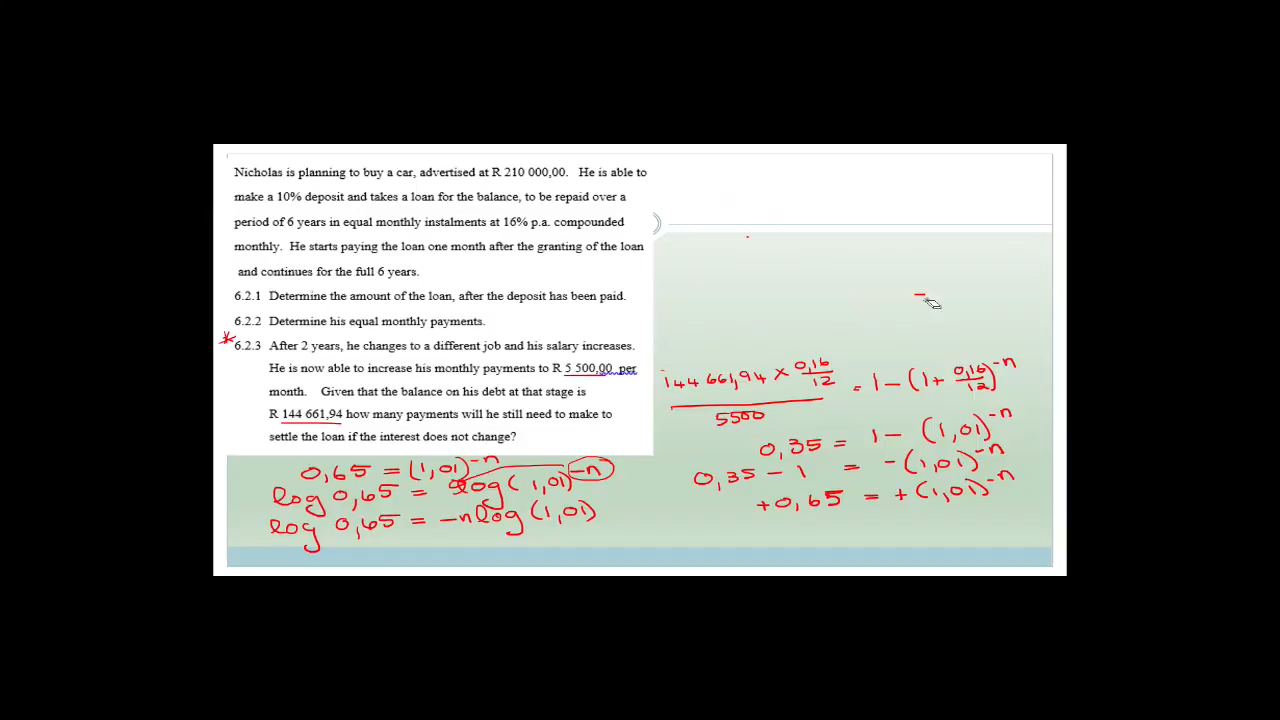 Nicholas is planning to buy a car, advertised at R 210 000,00. He is able to
make a 10% deposit and takes a loan for the balance, to be repaid over a
period of 6 years in equal monthly instalments at 16% p.a. compounded
monthly. He starts paying the loan one month after the granting of the loan
and continues for the full 6 years.
6.2.1 Determine the amount of the loan, after the deposit has been paid.
6.2.2 Determine his equal monthly payments.
* 6.2.3 After 2 years, he changes to a different job and his salary increases.
He is now able to increase his monthly payments to R 5 500,00 per
month. Given that the balance on his debt at that stage is
R 144 661,94 how many payments will he still need to make to
settle the loan if the interest does not change?
144 661,94 × 0,16/12 / 5500 = 1 − (1 + 0,16/12)^−n
0,35 = 1 − (1,01)^−n
0,35 − 1 = −(1,01)^−n
+0,65 = +(1,01)^−n
0,65 = (1,01)^−n
log 0,65 = log(1,01)^−n
log 0,65 = −n log(1,01)